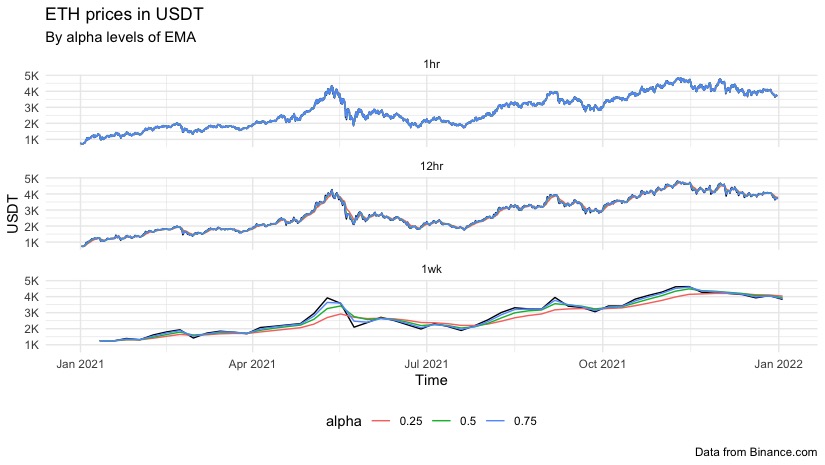 ETH prices in USDT
By alpha levels of EMA
1hr
5K
4K
3K
2K
1K
12hr
5K
4K
3K
2K
1K
USDT
1wk
5K
4K
3K
2K
1K
Jan 2021 Apr 2021 Jul 2021 Oct 2021 Jan 2022
Time
alpha 0.25 0.5 0.75
Data from Binance.com